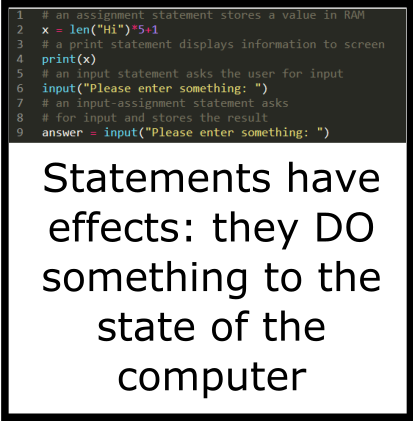 1 # an assignment statement stores a value in RAM
2 x = len("Hi")*5+1
3 # a print statement displays information to screen
4 print(x)
5 # an input statement asks the user for input
6 input("Please enter something: ")
7 # an input-assignment statement asks
8 # for input and stores the result
9 answer = input("Please enter something: ")
Statements have
effects: they DO
something to the
state of the
computer